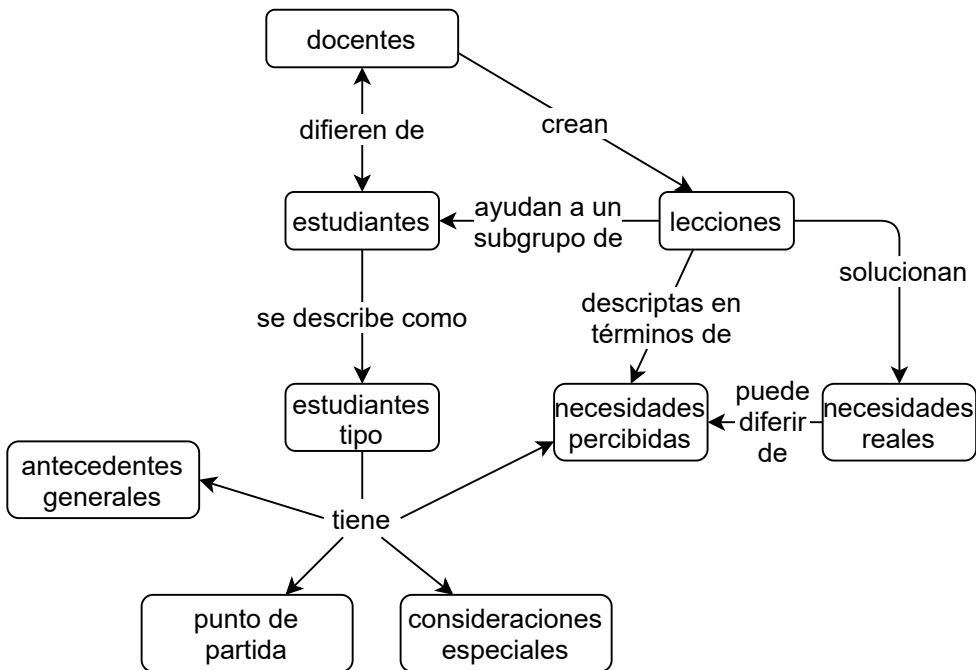 docentes
difieren de
crean
estudiantes
ayudan a un
subgrupo de
lecciones
solucionan
se describe como
descriptas en
términos de
estudiantes
tipo
necesidades
percibidas
puede
diferir
de
necesidades
reales
antecedentes
generales
tiene
punto de
partida
consideraciones
especiales